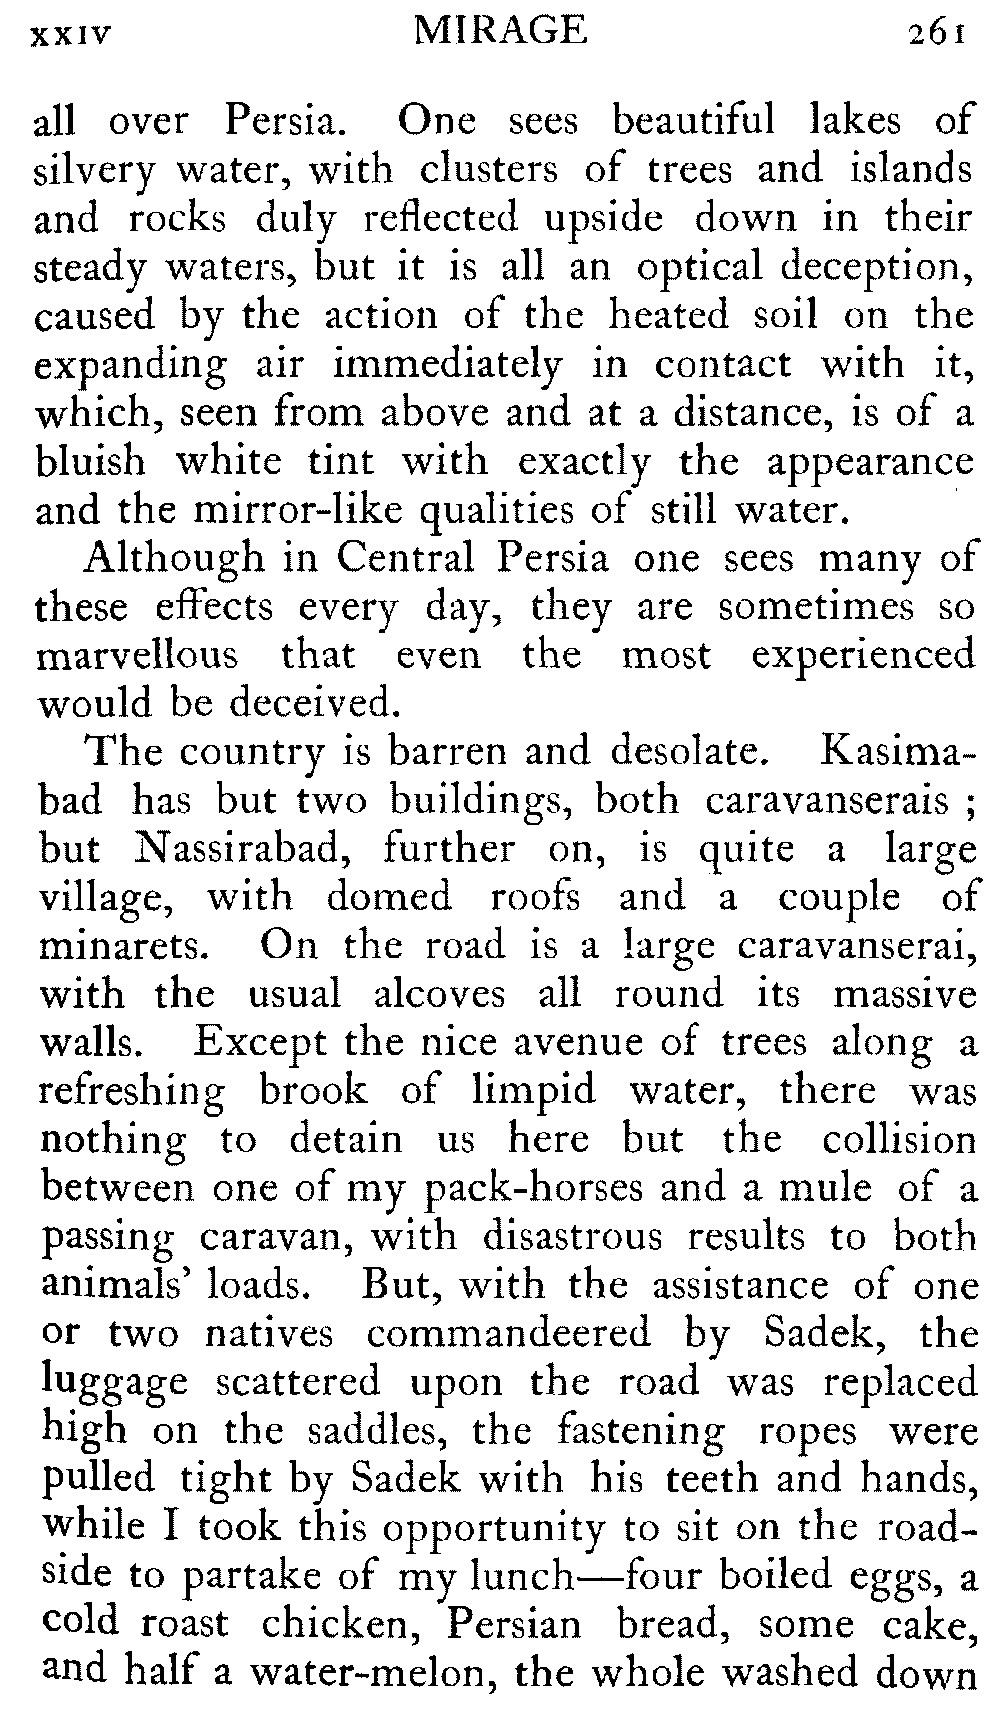 xxiv MIRAGE 261
all over Persia. One sees beautiful lakes of
silvery water, with clusters of trees and islands
and rocks duly reflected upside down in their
steady waters, but it is all an optical deception,
caused by the action of the heated soil on the
expanding air immediately in contact with it,
which, seen from above and at a distance, is of a
bluish white tint with exactly the appearance
and the mirror-like qualities of still water.
Although in Central Persia one sees many of
these effects every day, they are sometimes so
marvellous that even the most experienced
would be deceived.
The country is barren and desolate. Kasima-
bad has but two buildings, both caravanserais ;
but Nassirabad, further on, is quite a large
village, with domed roofs and a couple of
minarets. On the road is a large caravanserai,
with the usual alcoves all round its massive
walls. Except the nice avenue of trees along a
refreshing brook of limpid water, there was
nothing to detain us here but the collision
between one of my pack-horses and a mule of a
passing caravan, with disastrous results to both
animals' loads. But, with the assistance of one
or two natives commandeered by Sadek, the
luggage scattered upon the road was replaced
high on the saddles, the fastening ropes were
pulled tight by Sadek with his teeth and hands,
while I took this opportunity to sit on the road-
side to partake of my lunch—four boiled eggs, a
cold roast chicken, Persian bread, some cake,
and half a water-melon, the whole washed down